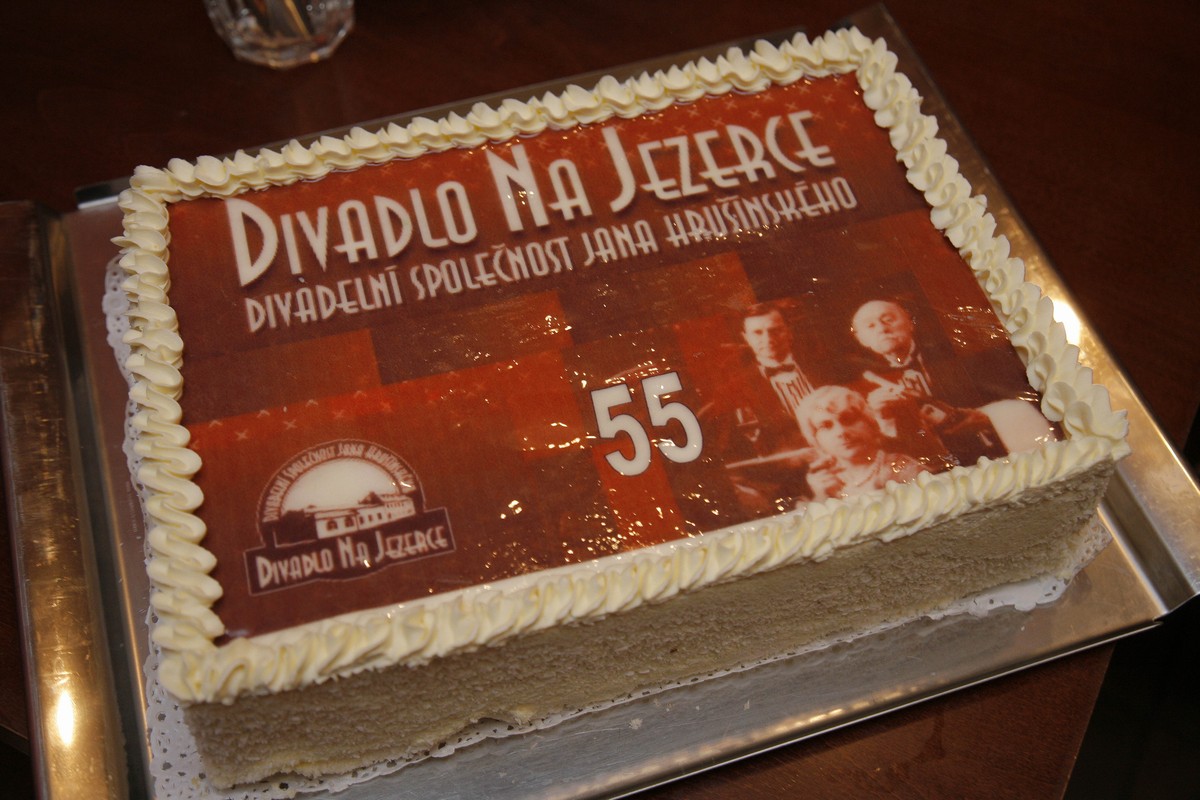 DIVADLO NA JEZERCE
DIVADELNÍ SPOLEČNOST JANA HRUŠÍNSKÉHO
55
DIVADELNÍ SPOLEČNOST JANA HRUŠÍNSKÉHO
DIVADLO NA JEZERCE